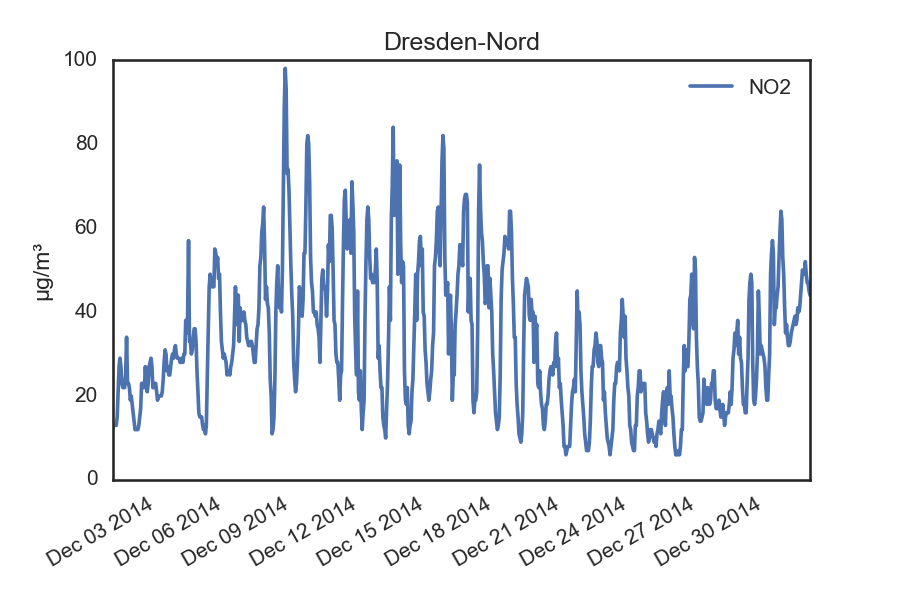 Dresden-Nord
100
80
60
40
20
0
µg/m³
NO2
Dec 03 2014
Dec 06 2014
Dec 09 2014
Dec 12 2014
Dec 15 2014
Dec 18 2014
Dec 21 2014
Dec 24 2014
Dec 27 2014
Dec 30 2014